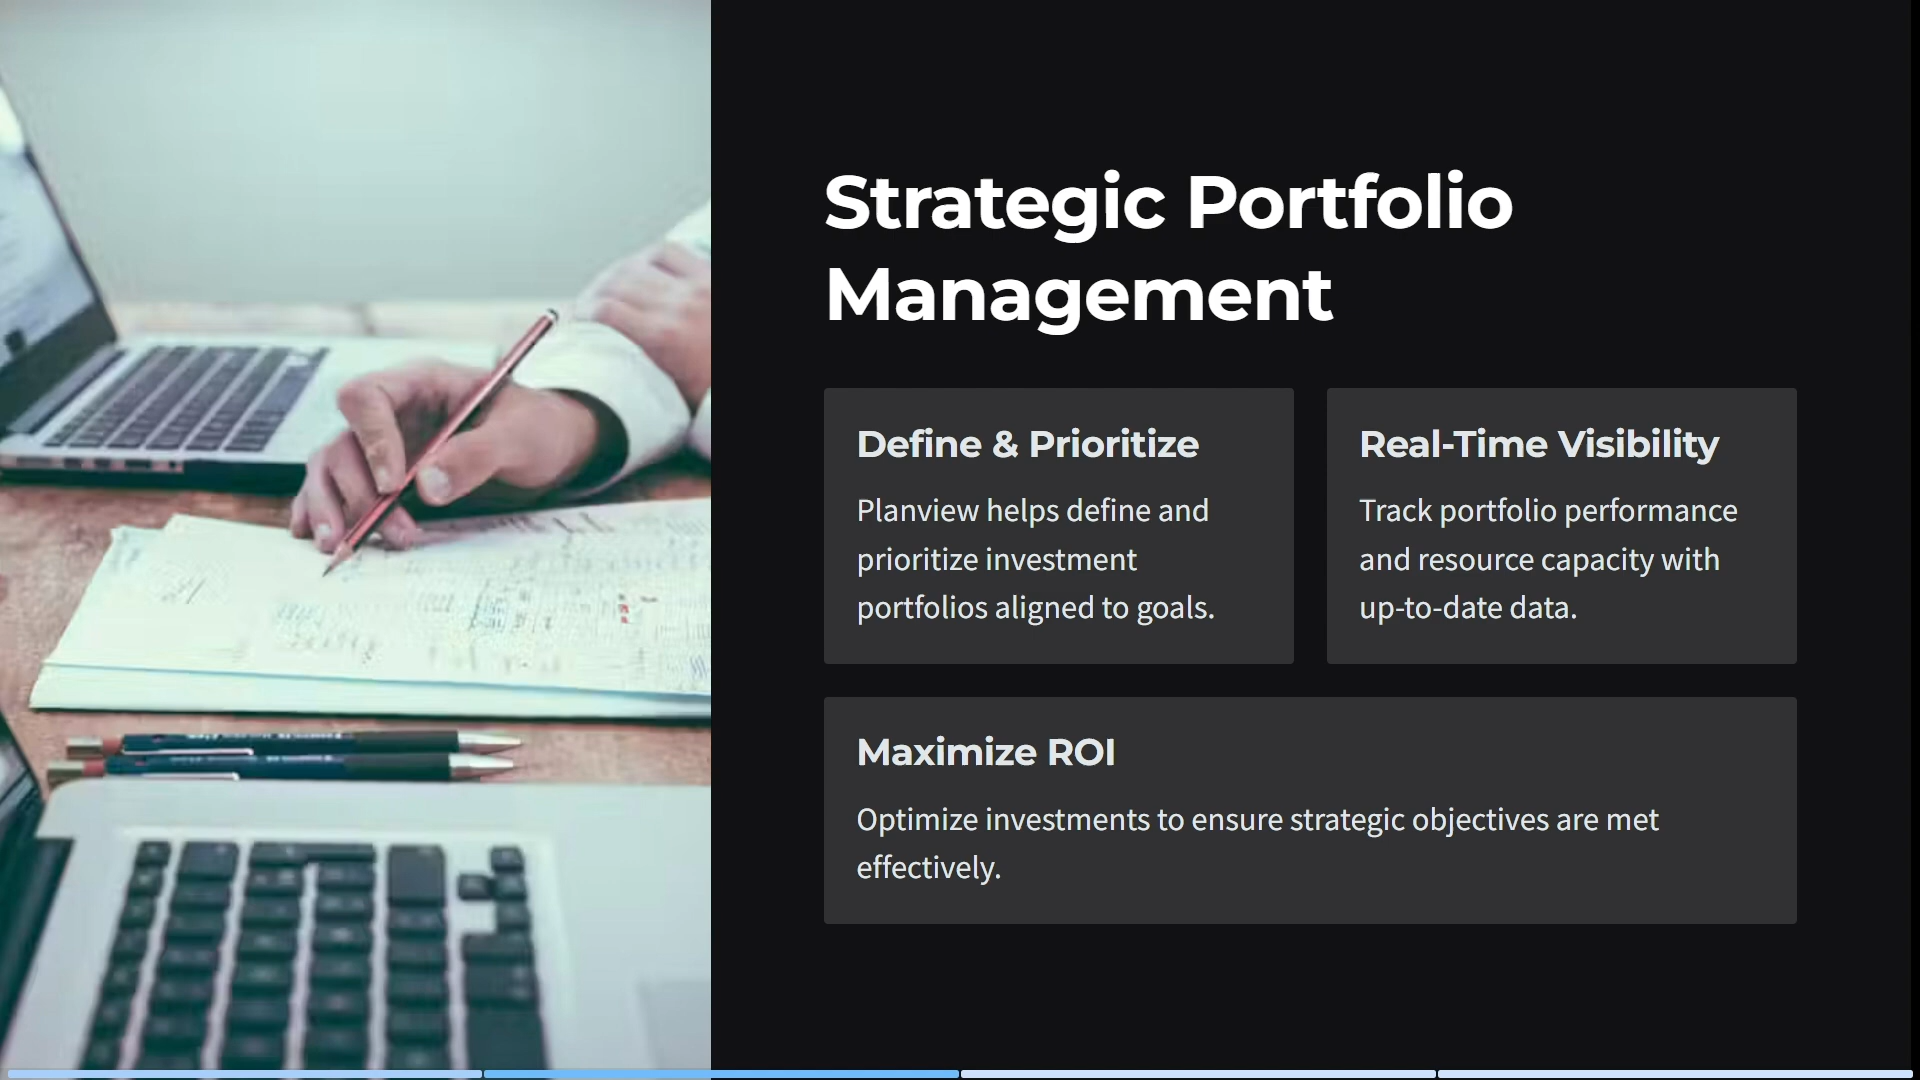 Strategic Portfolio
Management
Define & Prioritize
Planview helps define and
prioritize investment
portfolios aligned to goals.
Real-Time Visibility
Track portfolio performance
and resource capacity with
up-to-date data.
Maximize ROI
Optimize investments to ensure strategic objectives are met
effectively.